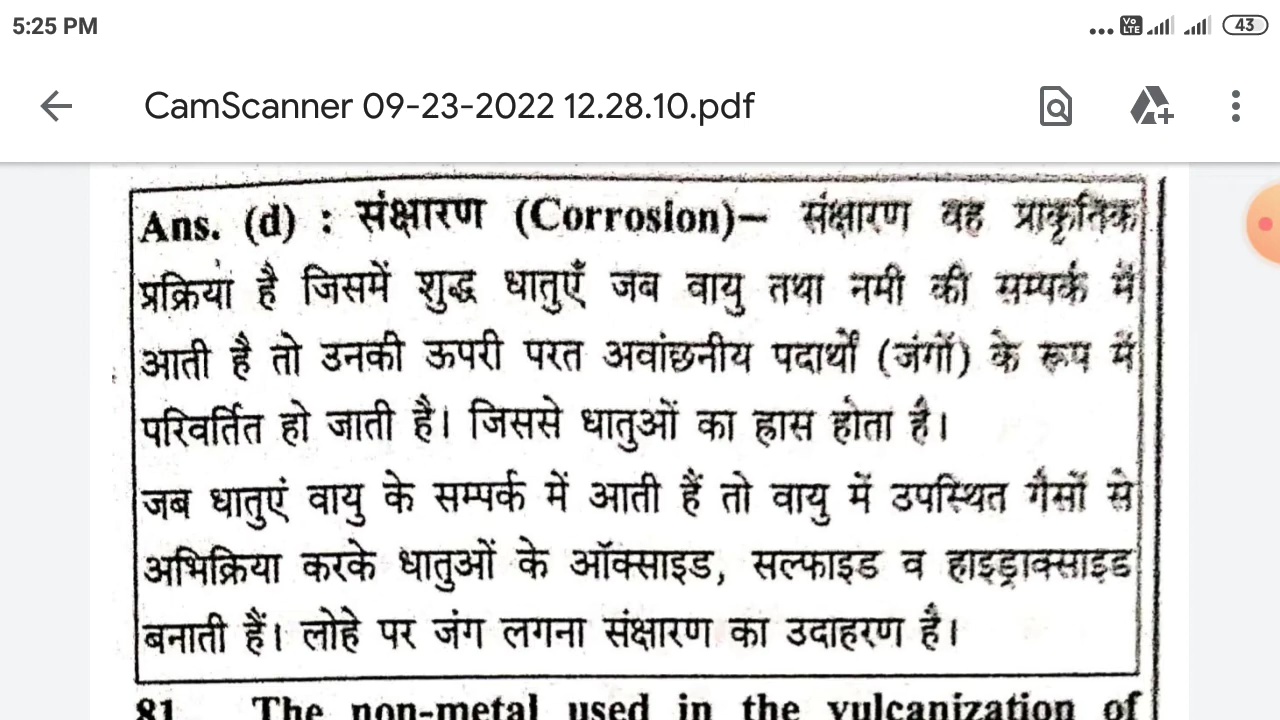 5:25 PM
Vo LTE 43
CamScanner 09-23-2022 12.28.10.pdf
Ans. (d) : संक्षारण (Corrosion)– संक्षारण वह प्राकृतिक
प्रक्रिया है जिसमें शुद्ध धातुएँ जब वायु तथा नमी की सम्पर्क में
आती है तो उनकी ऊपरी परत अवांछनीय पदार्थों (जंगों) के रूप में
परिवर्तित हो जाती है। जिससे धातुओं का ह्रास होता है।
जब धातुएं वायु के सम्पर्क में आती हैं तो वायु में उपस्थित गैसों से
अभिक्रिया करके धातुओं के ऑक्साइड, सल्फाइड व हाइड्राक्साइड
बनाती हैं। लोहे पर जंग लगना संक्षारण का उदाहरण है।
81. The non-metal used in the vulcanization of